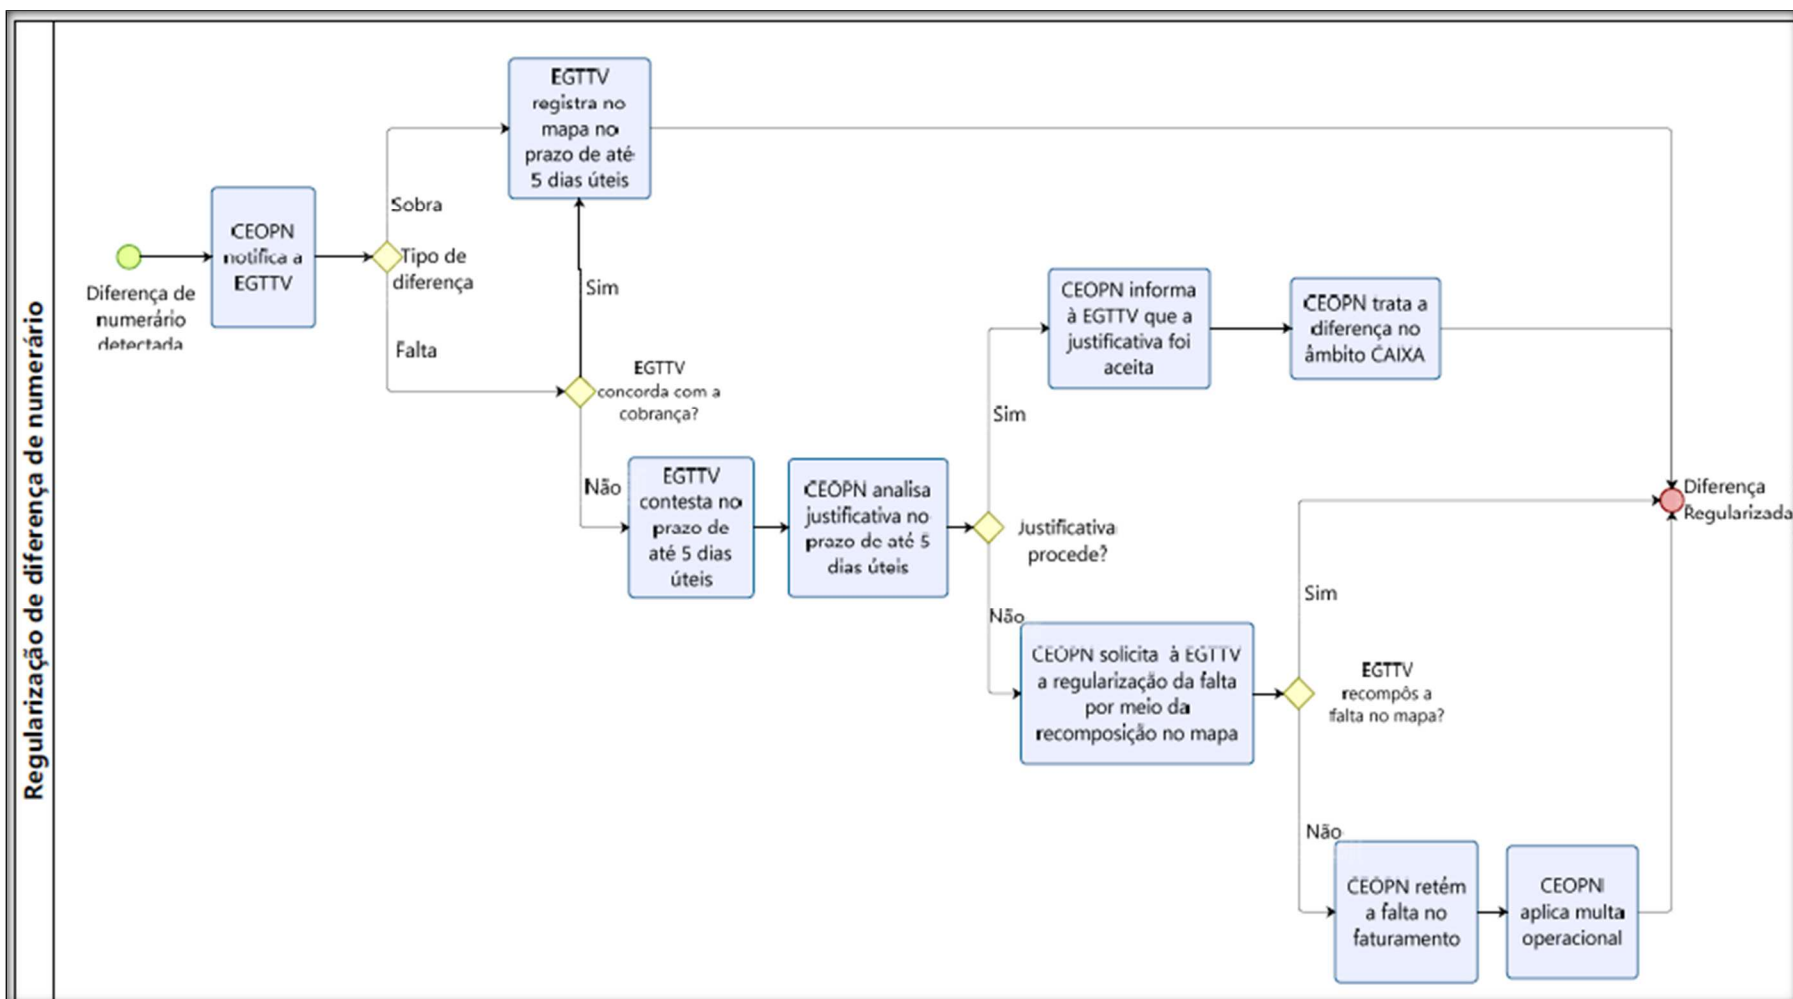 Regularização de diferença de numerário
Diferença de
numerário
detectada
CEOPN
notifica a
EGTTV
Tipo de
diferença
Sobra
Falta
EGTTV
registra no
mapa no
prazo de até
5 dias úteis
Sim
EGTTV
concorda com a
cobrança?
Não
EGTTV
contesta no
prazo de
até 5 dias
úteis
CEOPN analisa
justificativa no
prazo de até 5
dias úteis
Justificativa
procede?
Sim
CEOPN informa
à EGTTV que a
justificativa foi
aceita
CEOPN trata a
diferença no
âmbito CAIXA
Não
CEOPN solicita à EGTTV
a regularização da falta
por meio da
recomposição no mapa
EGTTV
recompôs a
falta no mapa?
Sim
Não
CEOPN retém
a falta no
faturamento
CEOPN
aplica multa
operacional
Diferença
Regularizada